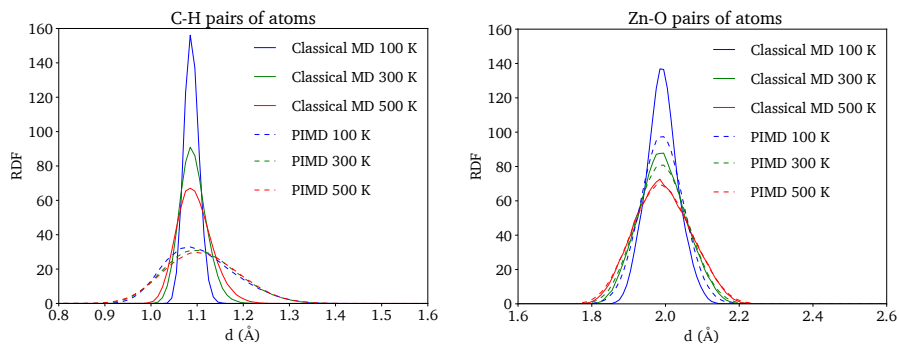 C-H pairs of atoms
RDF
160
140
120
100
80
60
40
20
0
0.8 0.9 1.0 1.1 1.2 1.3 1.4 1.5 1.6
d (Å)
Classical MD 100 K
Classical MD 300 K
Classical MD 500 K
PIMD 100 K
PIMD 300 K
PIMD 500 K
Zn-O pairs of atoms
RDF
160
140
120
100
80
60
40
20
0
1.6 1.8 2.0 2.2 2.4 2.6
d (Å)
Classical MD 100 K
Classical MD 300 K
Classical MD 500 K
PIMD 100 K
PIMD 300 K
PIMD 500 K